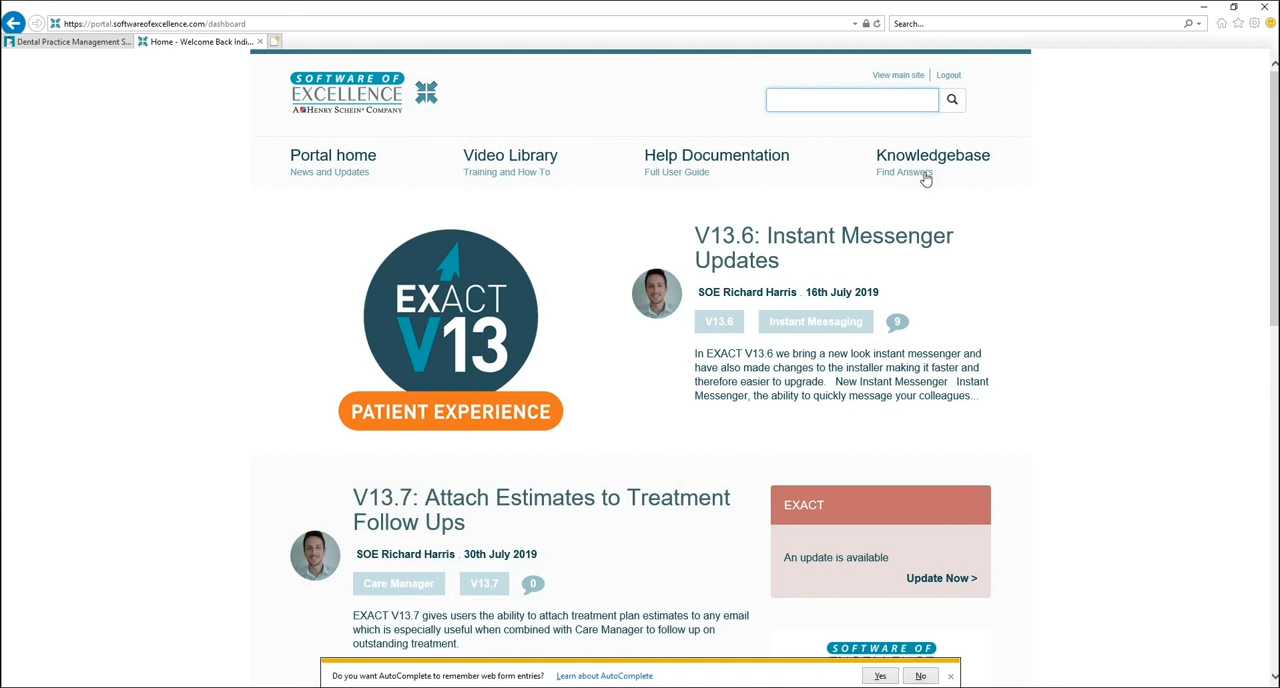 https://portal.softwareofexcellence.com/dashboard
Search...
Dental Practice Management S...
Home - Welcome Back Indi...
SOFTWARE OF
EXCELLENCE
A HENRY SCHEIN® COMPANY
View main site
Logout
Portal home
News and Updates
Video Library
Training and How To
Help Documentation
Full User Guide
Knowledgebase
Find Answers
EXACT
V13
PATIENT EXPERIENCE
V13.6: Instant Messenger
Updates
SOE Richard Harris . 16th July 2019
V13.6
Instant Messaging
9
In EXACT V13.6 we bring a new look instant messenger and
have also made changes to the installer making it faster and
therefore easier to upgrade. New Instant Messenger Instant
Messenger, the ability to quickly message your colleagues...
V13.7: Attach Estimates to Treatment
Follow Ups
SOE Richard Harris . 30th July 2019
Care Manager
V13.7
0
EXACT V13.7 gives users the ability to attach treatment plan estimates to any email
which is especially useful when combined with Care Manager to follow up on
outstanding treatment.
EXACT
An update is available
Update Now >
SOFTWARE OF
EXCELLENCE
Do you want AutoComplete to remember web form entries?
Learn about AutoComplete
Yes
No